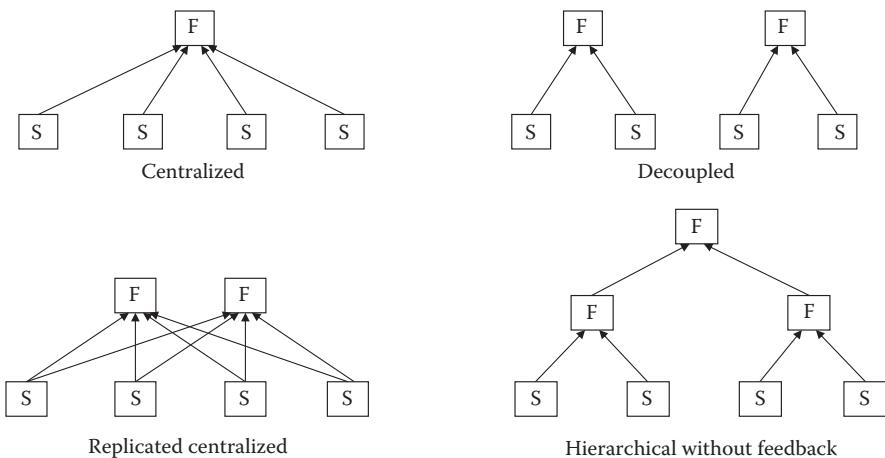 F
S S S S
Centralized
F F
S S S S
Decoupled
F F
S S S S
Replicated centralized
F
F F
S S S S
Hierarchical without feedback